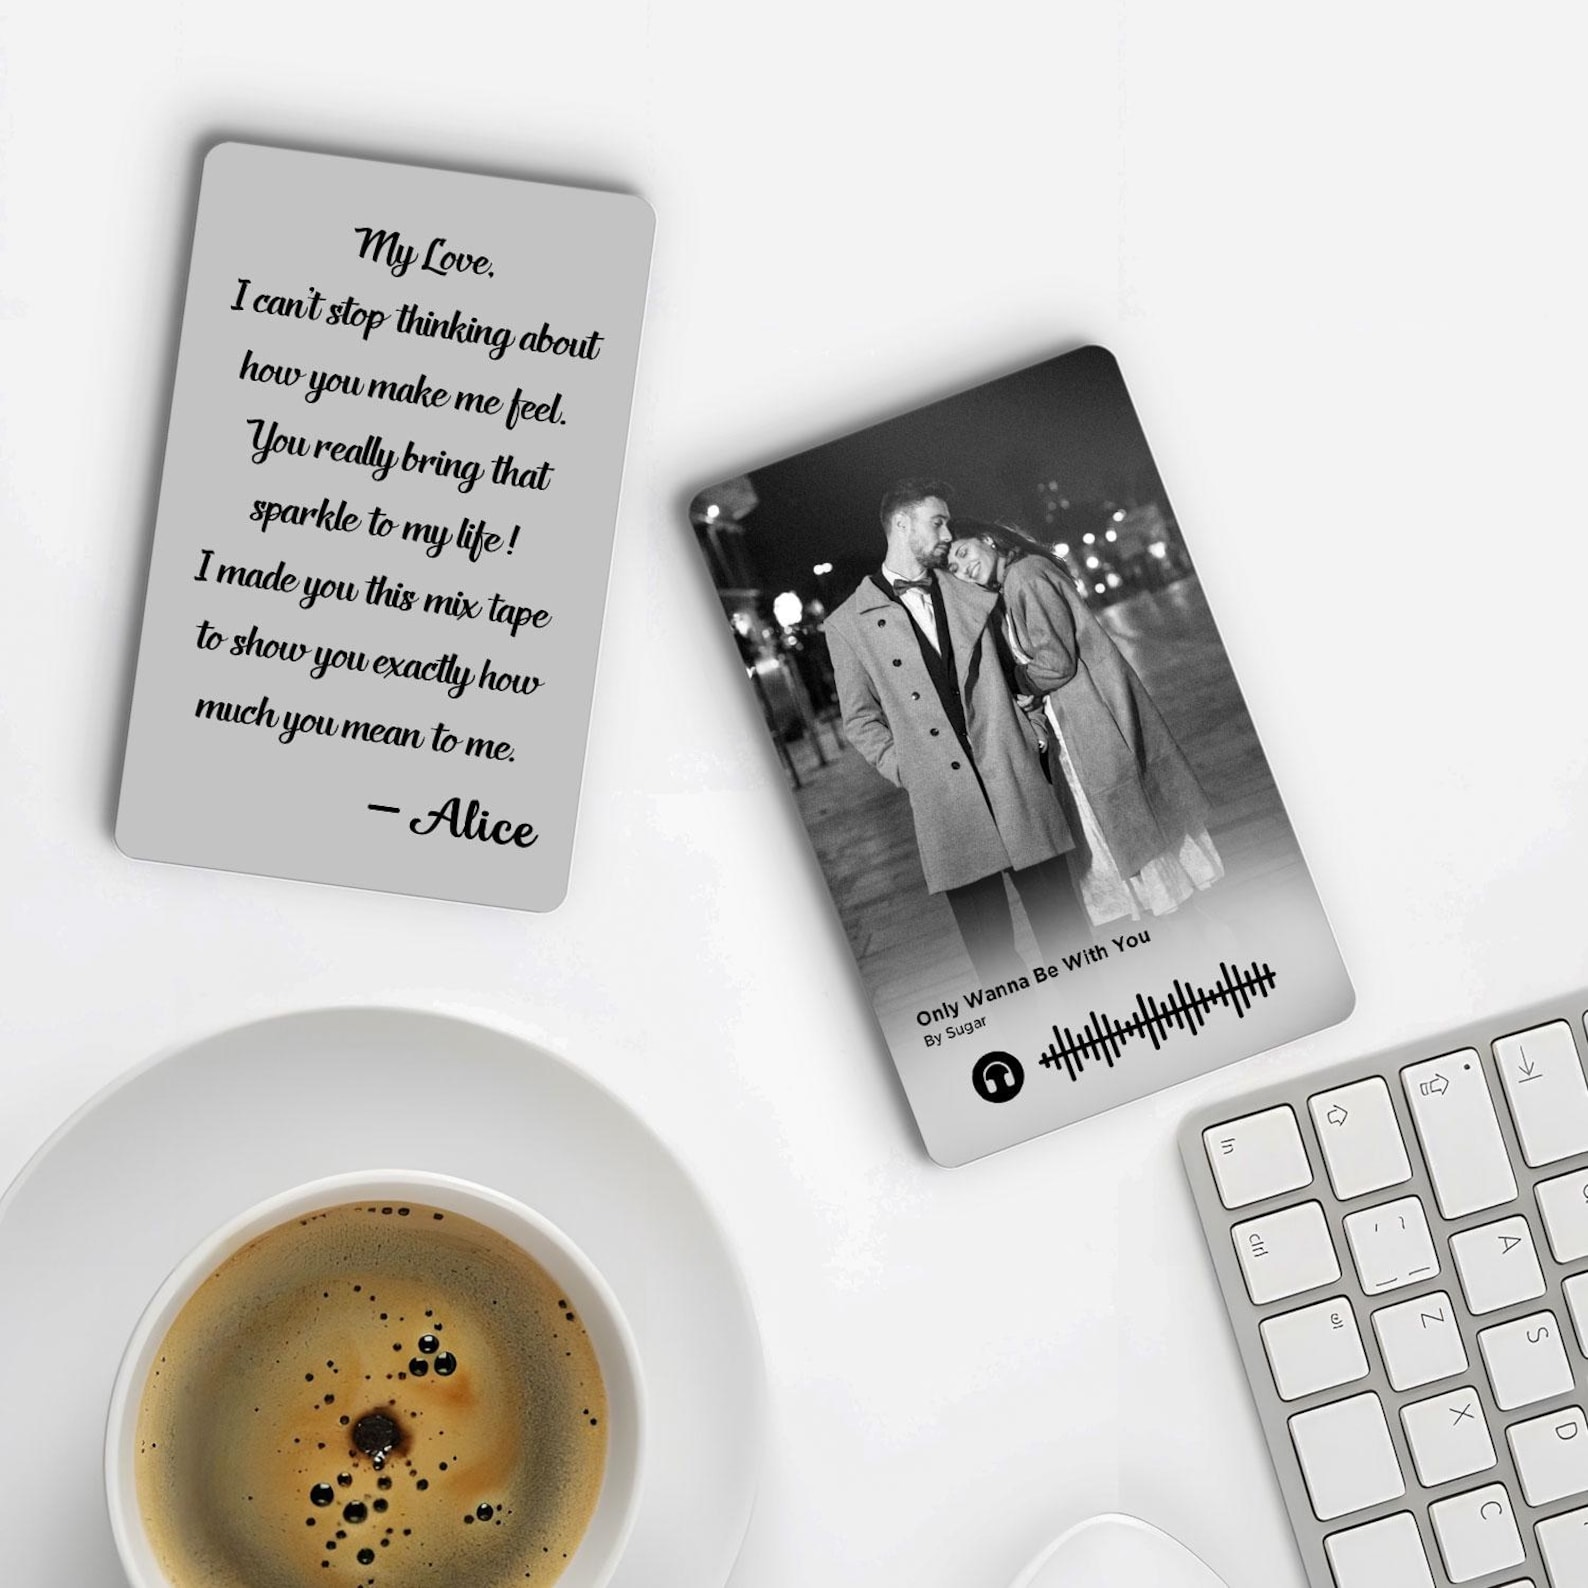 My Love,
I can't stop thinking about
how you make me feel.
You really bring that
sparkle to my life!
I made you this mix tape
to show you exactly how
much you mean to me.
– Alice
Only Wanna Be With You
By Sugar
fn
ctrl
alt
A
Z
S
X
D
C